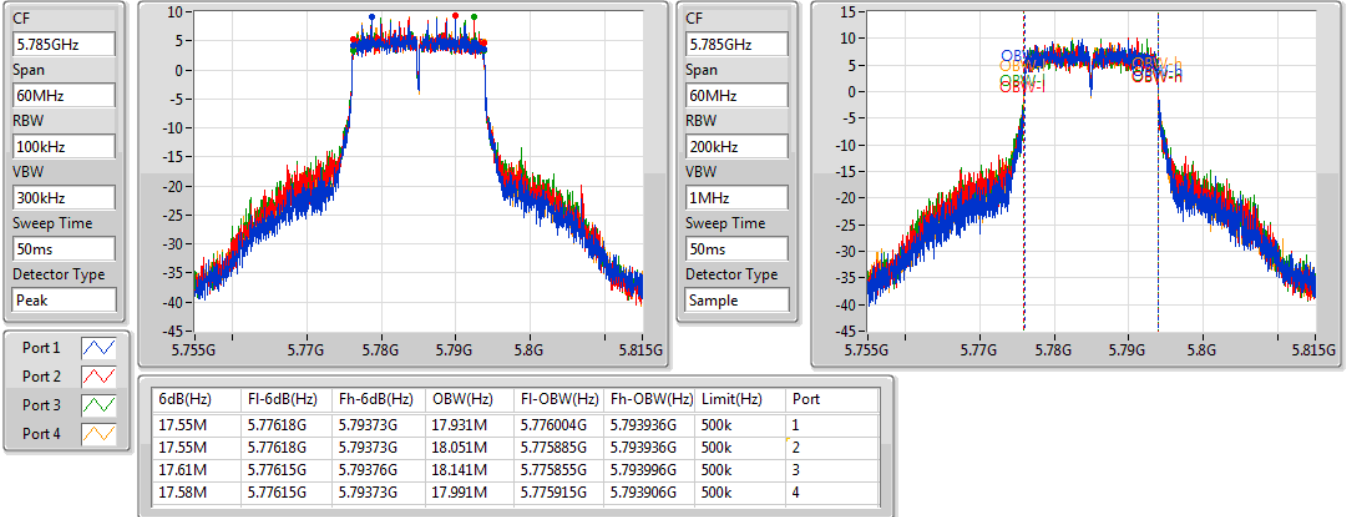 CF
5.785GHz
Span
60MHz
RBW
100kHz
VBW
300kHz
Sweep Time
50ms
Detector Type
Peak
10
5
0
-5
-10
-15
-20
-25
-30
-35
-40
-45
5.755G 5.77G 5.78G 5.79G 5.8G 5.815G
CF
5.785GHz
Span
60MHz
RBW
200kHz
VBW
1MHz
Sweep Time
50ms
Detector Type
Sample
15
10
5
0
-5
-10
-15
-20
-25
-30
-35
-40
-45
OBW-l
OBW-h
5.755G 5.77G 5.78G 5.79G 5.8G 5.815G
Port 1
Port 2
Port 3
Port 4
6dB(Hz) Fl-6dB(Hz) Fh-6dB(Hz) OBW(Hz) Fl-OBW(Hz) Fh-OBW(Hz) Limit(Hz) Port
17.55M 5.77618G 5.79373G 17.931M 5.776004G 5.793936G 500k 1
17.55M 5.77618G 5.79373G 18.051M 5.775885G 5.793936G 500k 2
17.61M 5.77615G 5.79376G 18.141M 5.775855G 5.793996G 500k 3
17.58M 5.77615G 5.79373G 17.991M 5.775915G 5.793906G 500k 4